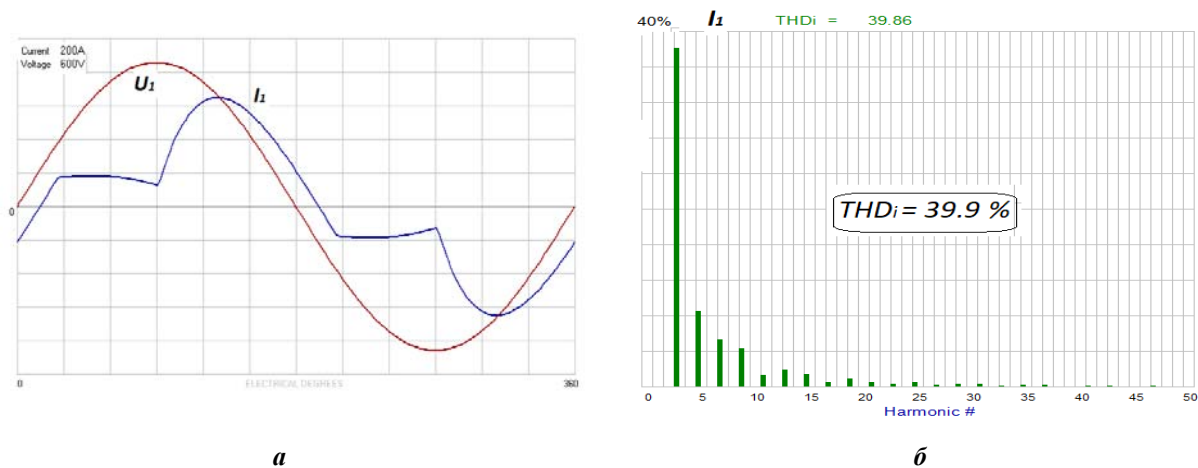 Current 200A
Voltage 600V
U1
I1
0
0
ELECTRICAL DEGREES
360
а
40%
I1
THDi = 39.86
THDi = 39.9 %
0 5 10 15 20 25 30 35 40 45 50
Harmonic #
б